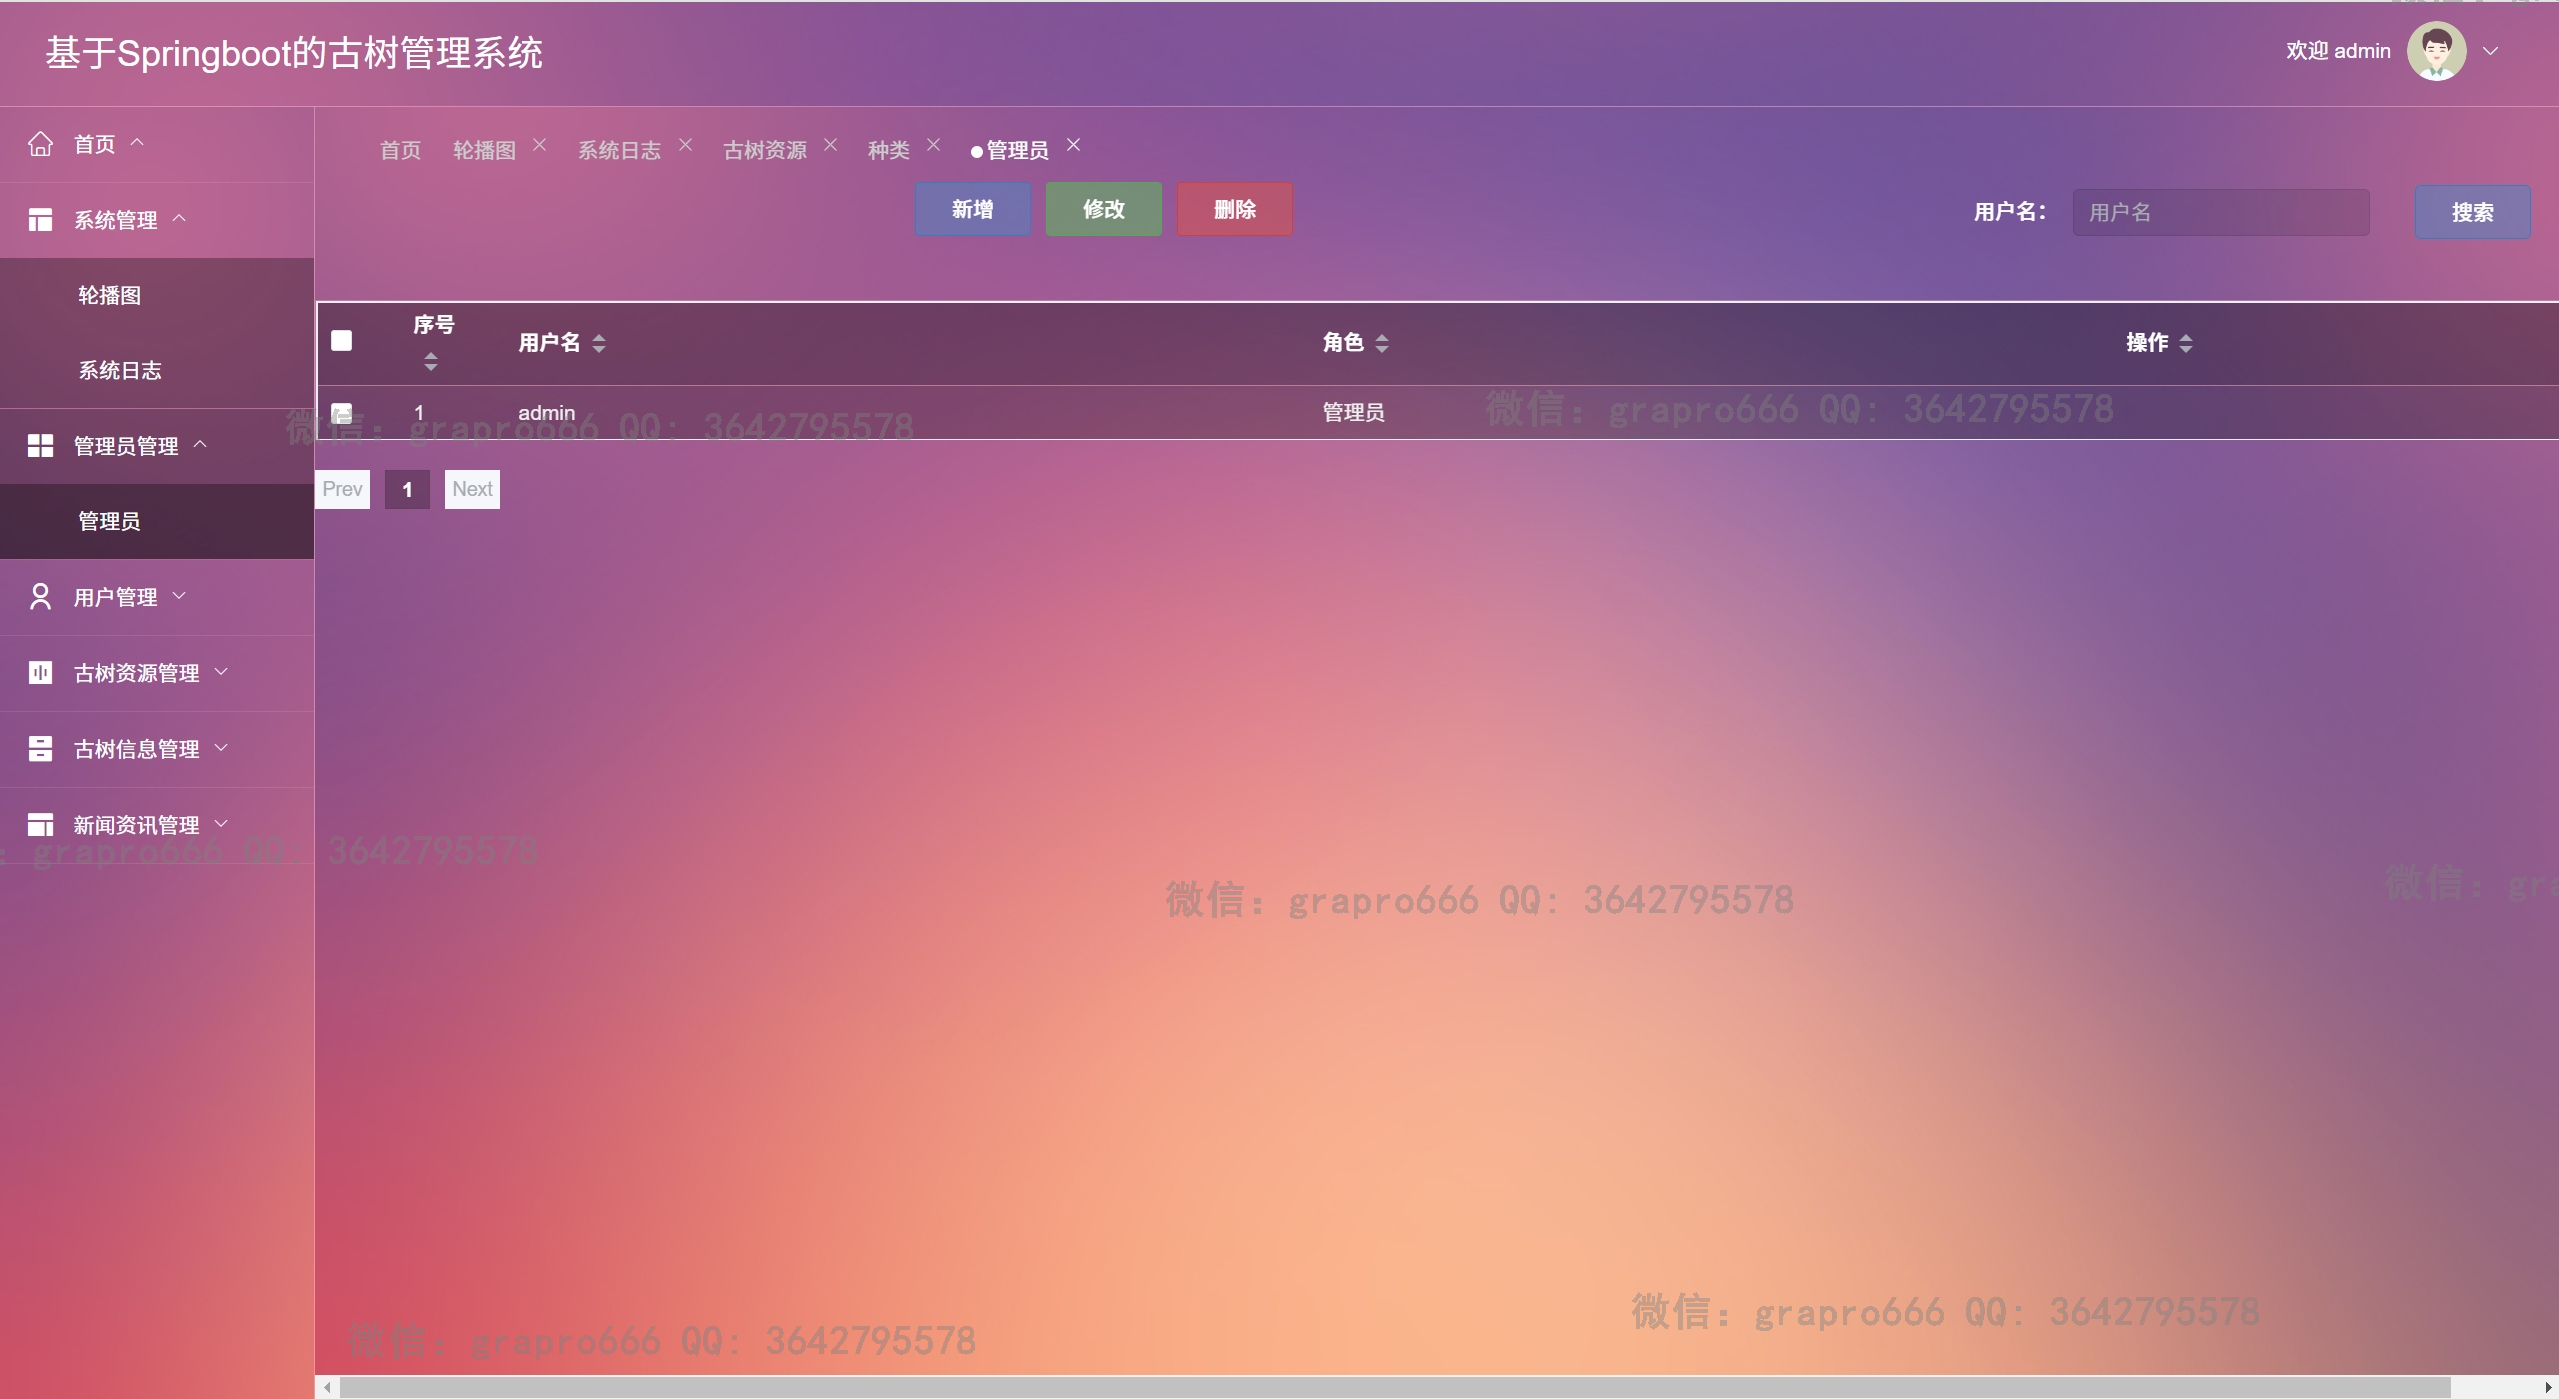 基于Springboot的古树管理系统
欢迎 admin
首页
系统管理
轮播图
系统日志
管理员管理
管理员
用户管理
古树资源管理
古树信息管理
新闻资讯管理
首页 轮播图 系统日志 古树资源 种类 管理员
新增 修改 删除
用户名: 用户名 搜索
序号 用户名 角色 操作
1 admin 管理员
Prev 1 Next
微信: grapro666 QQ: 3642795578
微信: grapro666 QQ: 3642795578
: grapro666 QQ: 3642795578
微信: grapro666 QQ: 3642795578
微信: gra
微信: grapro666 QQ: 3642795578
微信: grapro666 QQ: 3642795578